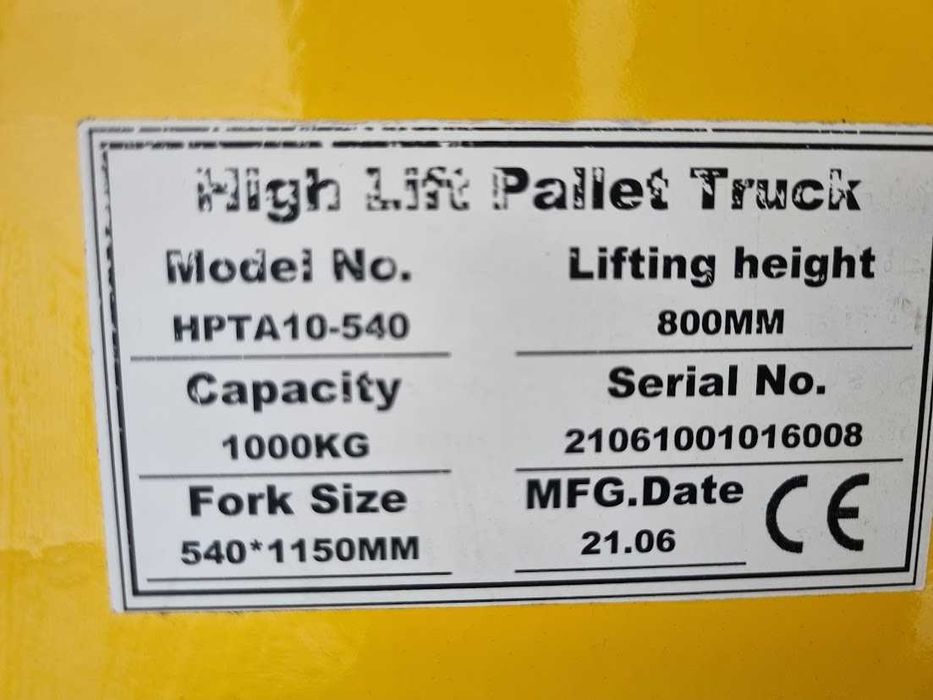 High Lift Pallet Truck
Model No.
HPTA10-540
Lifting height
800MM
Capacity
1000KG
Serial No.
21061001016008
Fork Size
540*1150MM
MFG.Date
21.06
CE